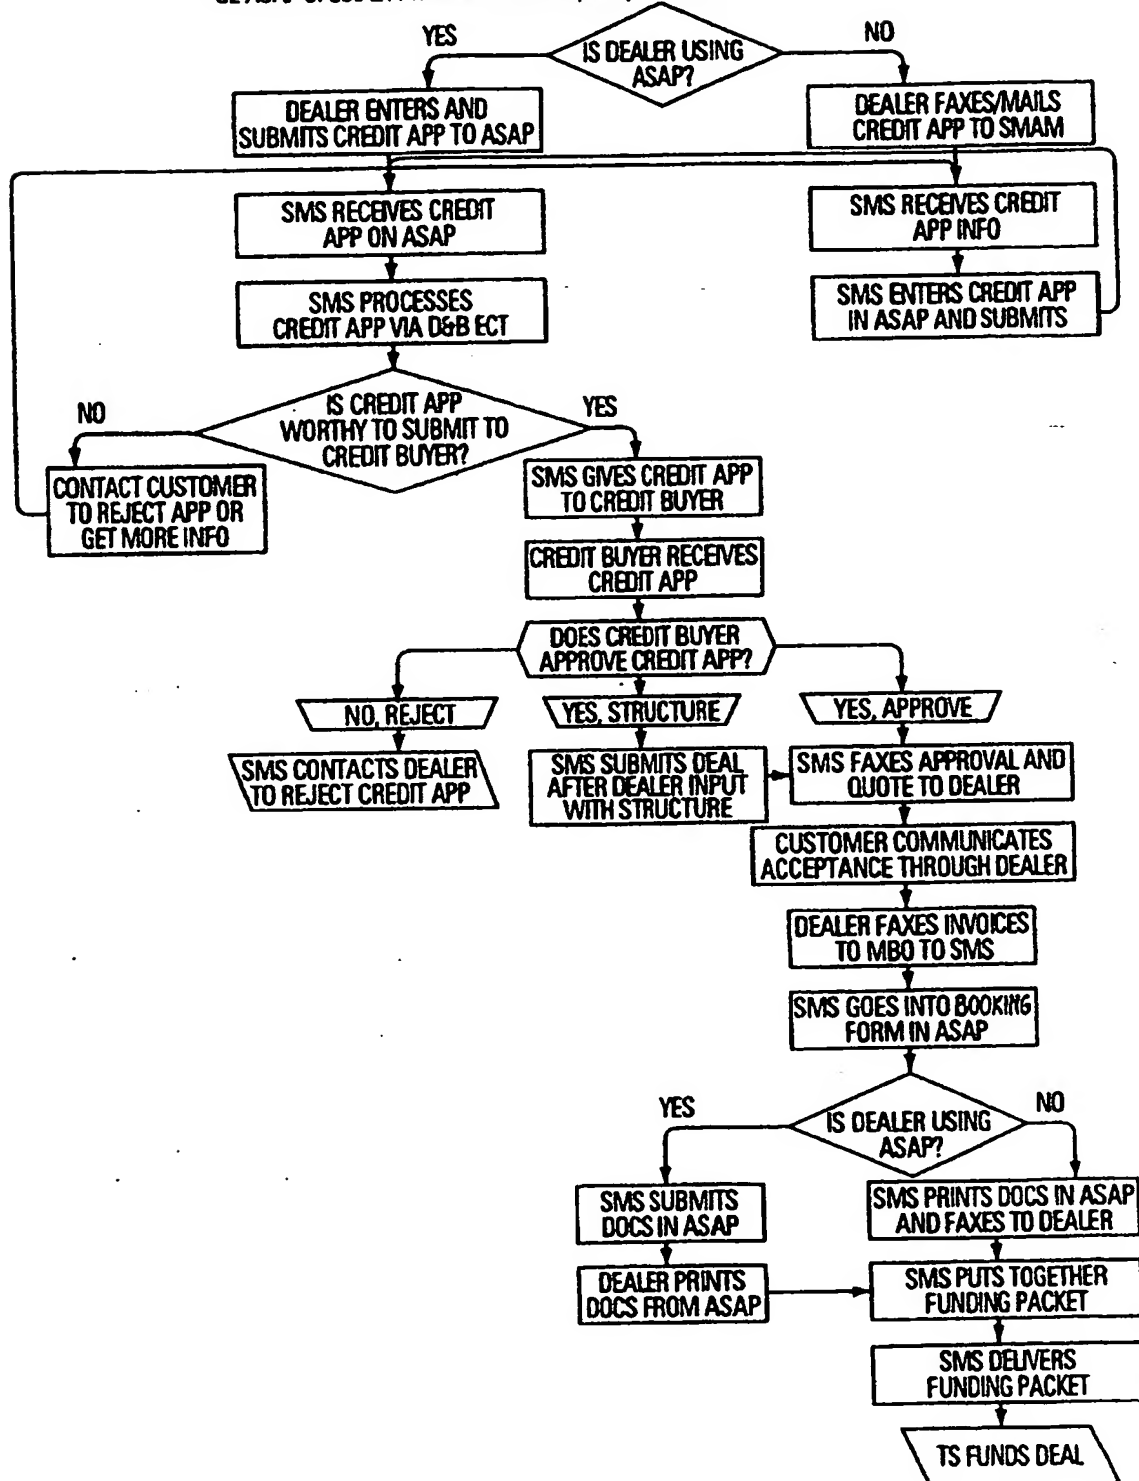 YES
NO
IS DEALER USING
ASAP?
DEALER ENTERS AND
SUBMITS CREDIT APP TO ASAP
DEALER FAXES/MAILS
CREDIT APP TO SMAM
SMS RECEIVES CREDIT
APP ON ASAP
SMS RECEIVES CREDIT
APP INFO
SMS PROCESSES
CREDIT APP VIA D&B ECT
SMS ENTERS CREDIT APP
IN ASAP AND SUBMITS
NO
IS CREDIT APP
WORTHY TO SUBMIT TO
CREDIT BUYER?
YES
CONTACT CUSTOMER
TO REJECT APP OR
GET MORE INFO
SMS GIVES CREDIT APP
TO CREDIT BUYER
CREDIT BUYER RECEIVES
CREDIT APP
DOES CREDIT BUYER
APPROVE CREDIT APP?
NO, REJECT
YES, STRUCTURE
YES, APPROVE
SMS CONTACTS DEALER
TO REJECT CREDIT APP
SMS SUBMITS DEAL
AFTER DEALER INPUT
WITH STRUCTURE
SMS FAXES APPROVAL AND
QUOTE TO DEALER
CUSTOMER COMMUNICATES
ACCEPTANCE THROUGH DEALER
DEALER FAXES INVOICES
TO MBO TO SMS
SMS GOES INTO BOOKING
FORM IN ASAP
YES
IS DEALER USING
ASAP?
NO
SMS SUBMITS
DOCS IN ASAP
SMS PRINTS DOCS IN ASAP
AND FAXES TO DEALER
DEALER PRINTS
DOCS FROM ASAP
SMS PUTS TOGETHER
FUNDING PACKET
SMS DELIVERS
FUNDING PACKET
TS FUNDS DEAL